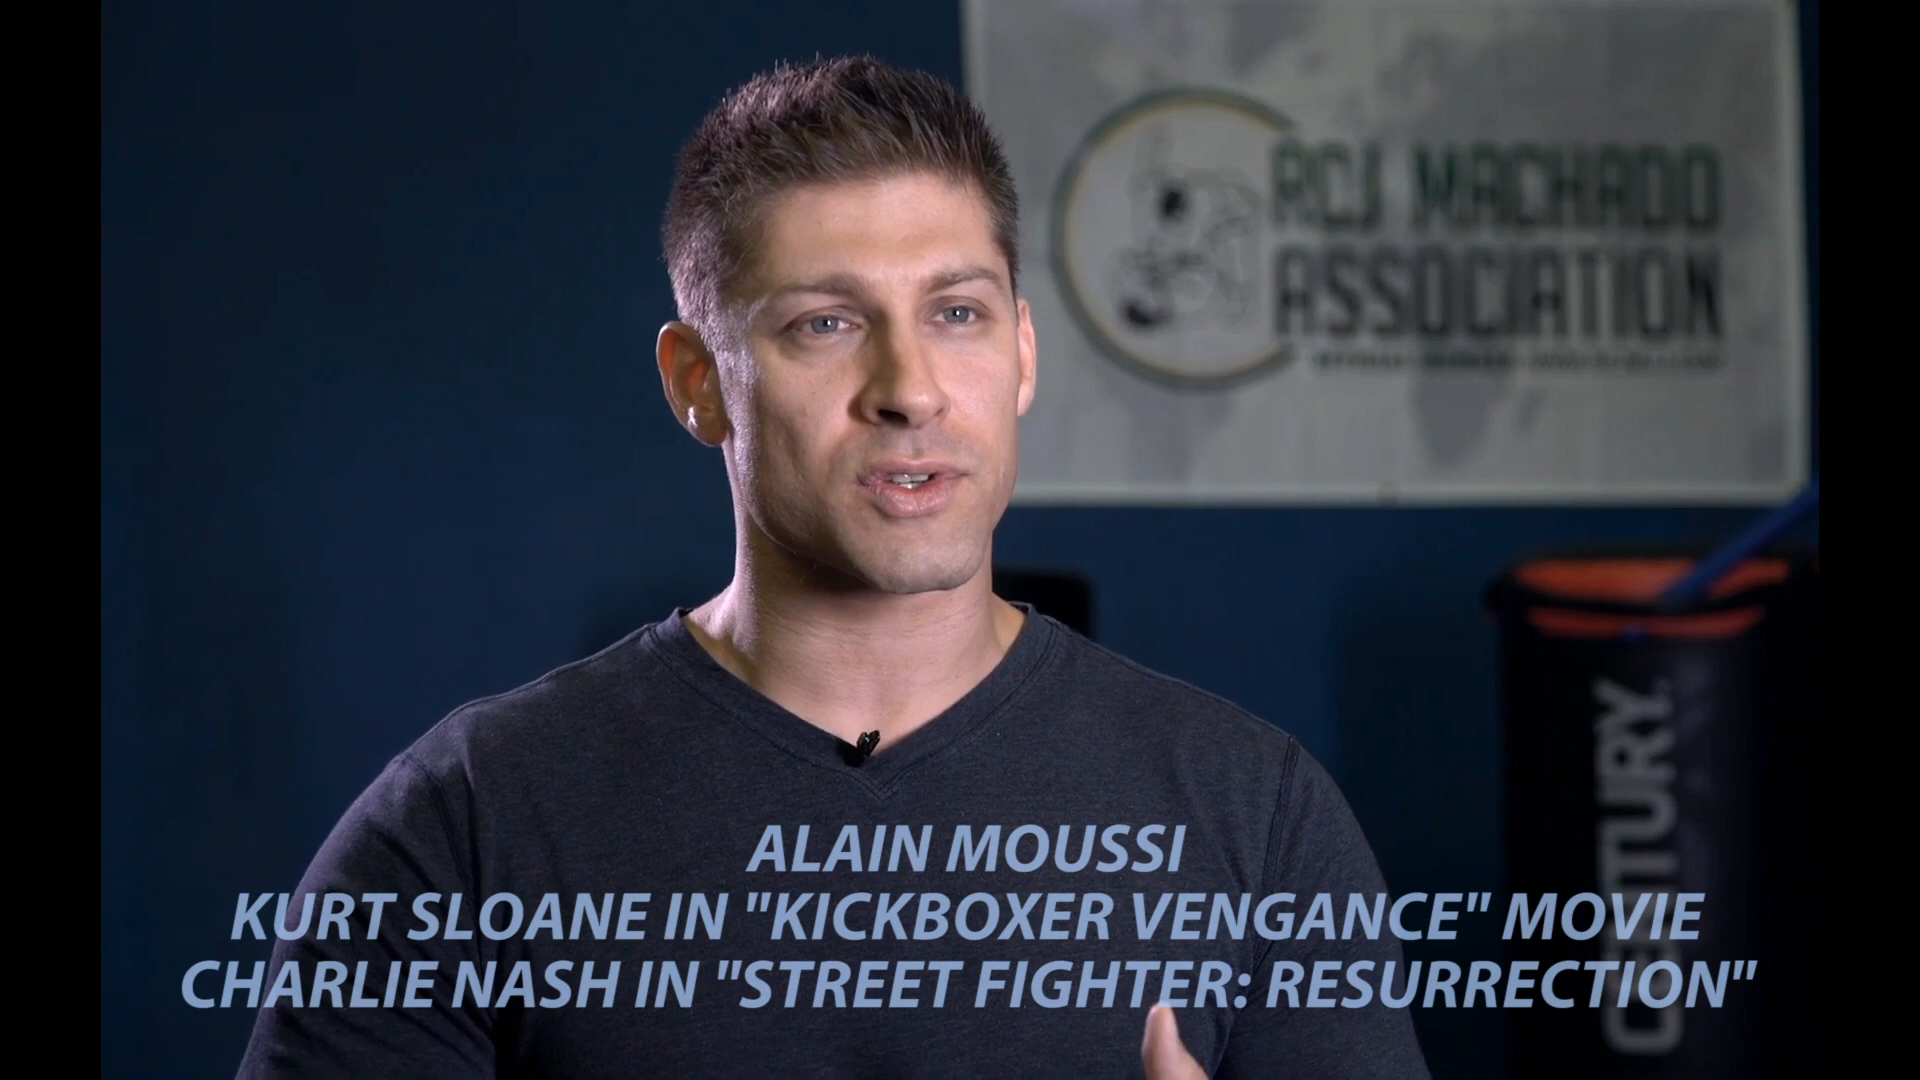 RCJ MACHADO
ASSOCIATION
CENTURY.
ALAIN MOUSSI
KURT SLOANE IN "KICKBOXER VENGANCE" MOVIE
CHARLIE NASH IN "STREET FIGHTER: RESURRECTION"